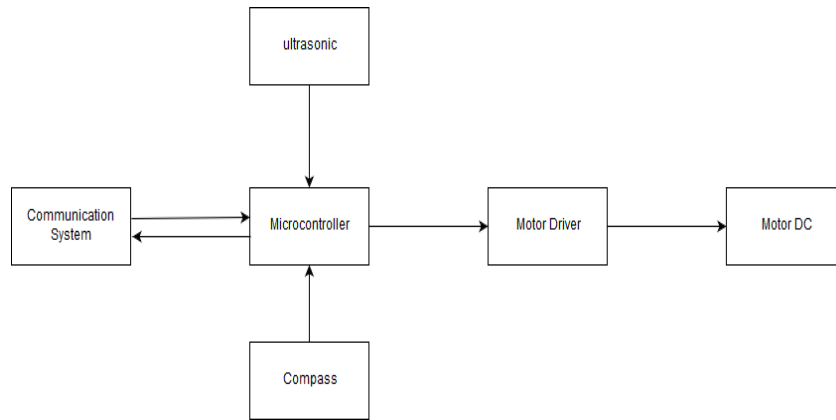 ultrasonic
Communication
System
Microcontroller
Motor Driver
Motor DC
Compass